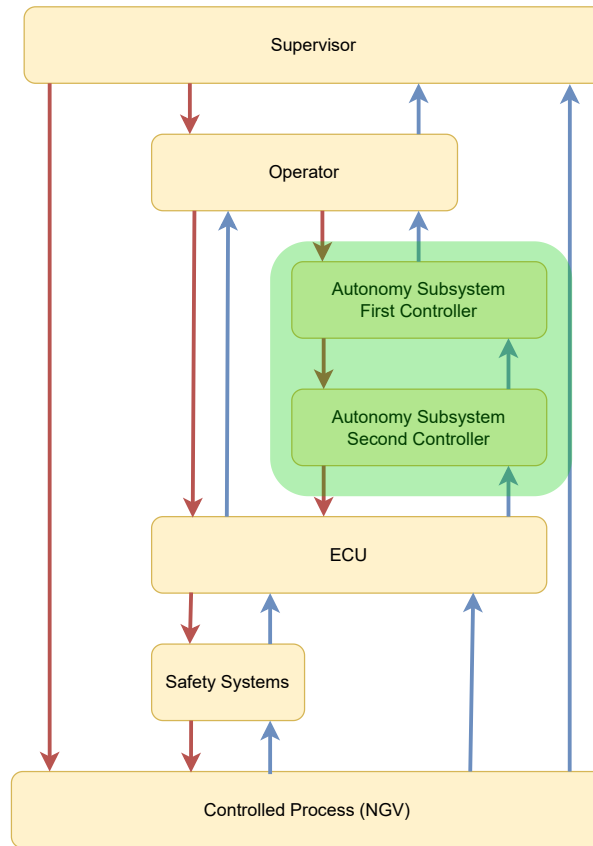 Supervisor
Operator
Autonomy Subsystem
First Controller
Autonomy Subsystem
Second Controller
ECU
Safety Systems
Controlled Process (NGV)